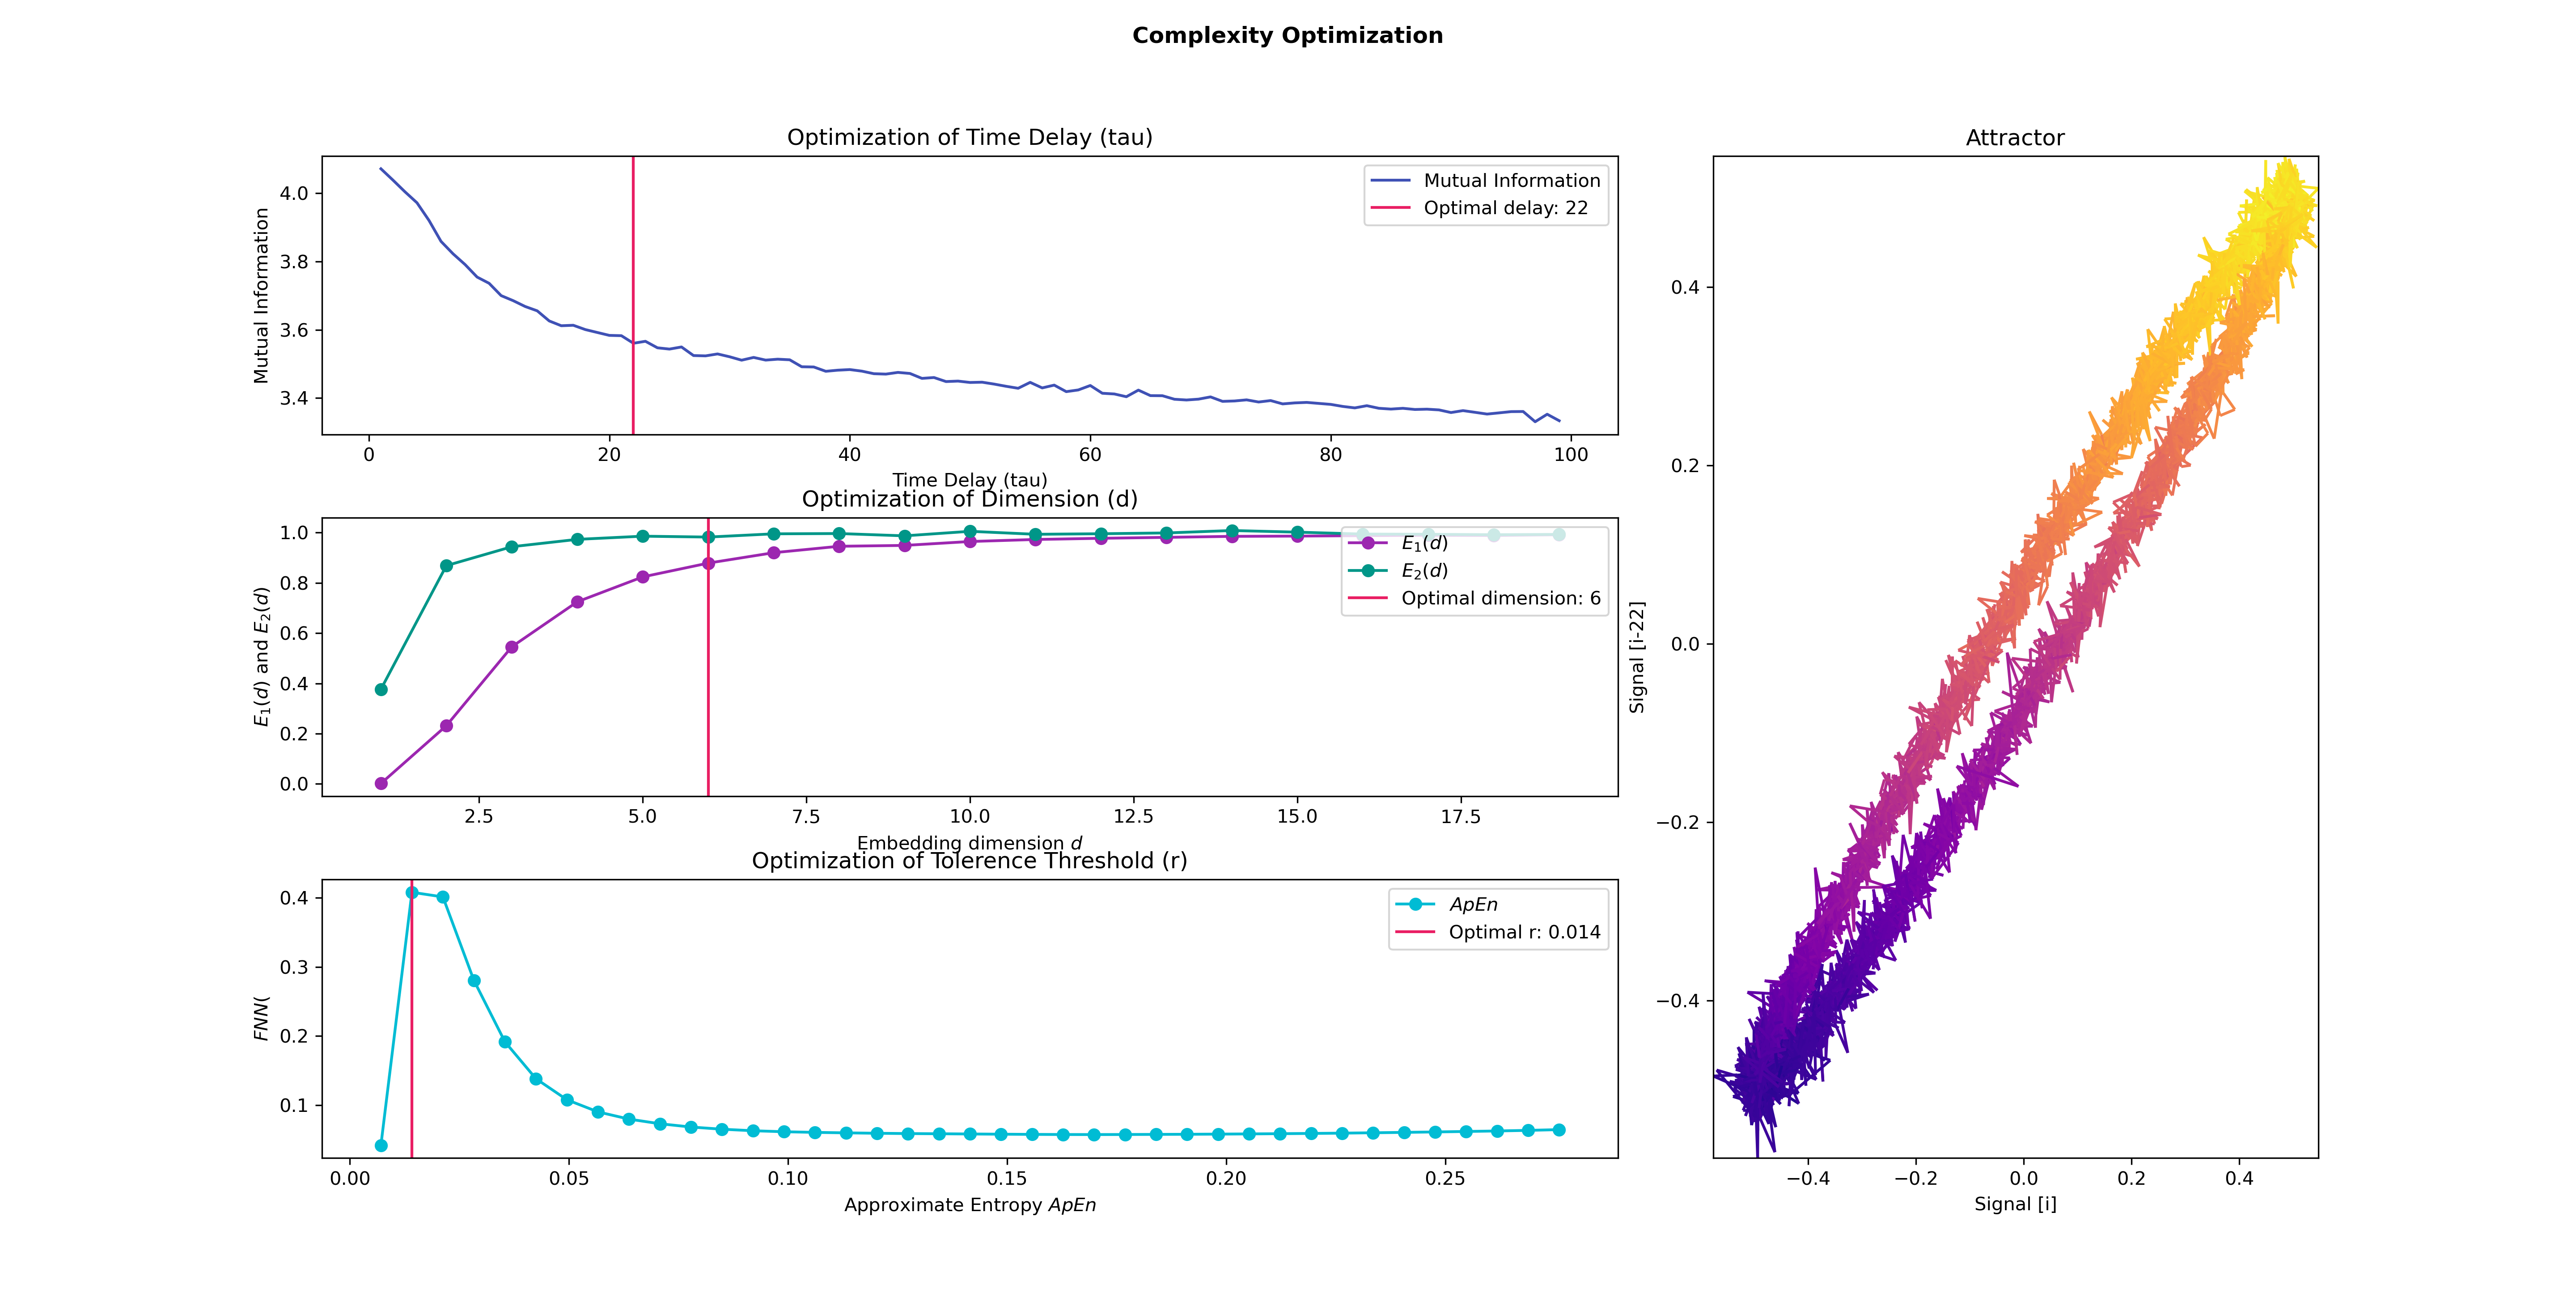 Complexity Optimization
Optimization of Time Delay (tau)
Mutual Information
4.0
3.8
3.6
3.4
Mutual Information
Optimal delay: 22
0 20 40 60 80 100
Time Delay (tau)
Optimization of Dimension (d)
E₁(d) and E₂(d)
1.0
0.8
0.6
0.4
0.2
0.0
E₁(d)
E₂(d)
Optimal dimension: 6
2.5 5.0 7.5 10.0 12.5 15.0 17.5
Embedding dimension d
Optimization of Tolerence Threshold (r)
FNN(
0.4
0.3
0.2
0.1
ApEn
Optimal r: 0.014
0.00 0.05 0.10 0.15 0.20 0.25
Approximate Entropy ApEn
Attractor
Signal [i-22]
0.4
0.2
0.0
−0.2
−0.4
−0.4 −0.2 0.0 0.2 0.4
Signal [i]